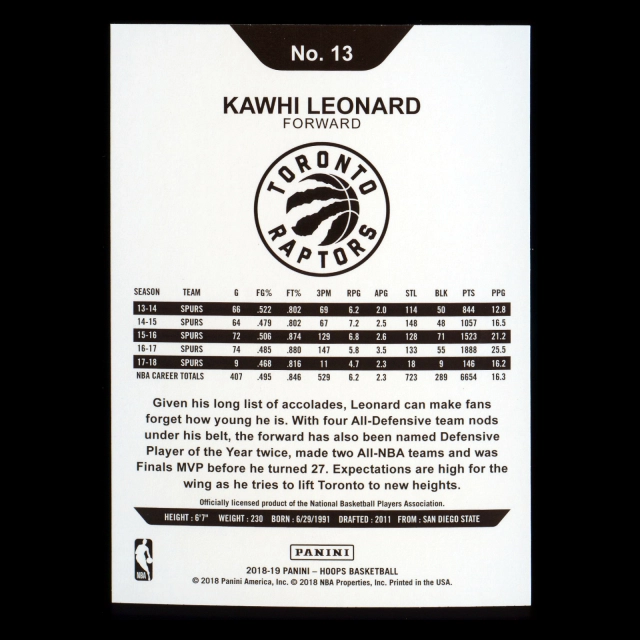 No. 13
KAWHI LEONARD
FORWARD
TORONTO
RAPTORS
SEASON TEAM G FG% FT% 3PM RPG APG STL BLK PTS PPG
13-14 SPURS 66 .522 .802 69 6.2 2.0 114 50 844 12.8
14-15 SPURS 64 .479 .802 67 7.2 2.5 148 48 1057 16.5
15-16 SPURS 72 .506 .874 129 6.8 2.6 128 71 1523 21.2
16-17 SPURS 74 .485 .880 147 5.8 3.5 133 55 1888 25.5
17-18 SPURS 9 .468 .816 11 4.7 2.3 18 9 146 16.2
NBA CAREER TOTALS 407 .495 .846 529 6.2 2.3 723 289 6654 16.3
Given his long list of accolades, Leonard can make fans
forget how young he is. With four All-Defensive team nods
under his belt, the forward has also been named Defensive
Player of the Year twice, made two All-NBA teams and was
Finals MVP before he turned 27. Expectations are high for the
wing as he tries to lift Toronto to new heights.
Officially licensed product of the National Basketball Players Association.
HEIGHT : 6'7" WEIGHT : 230 BORN : 6/29/1991 DRAFTED : 2011 FROM : SAN DIEGO STATE
PANINI
NBA
2018-19 PANINI – HOOPS BASKETBALL
© 2018 Panini America, Inc. © 2018 NBA Properties, Inc. Printed in the USA.